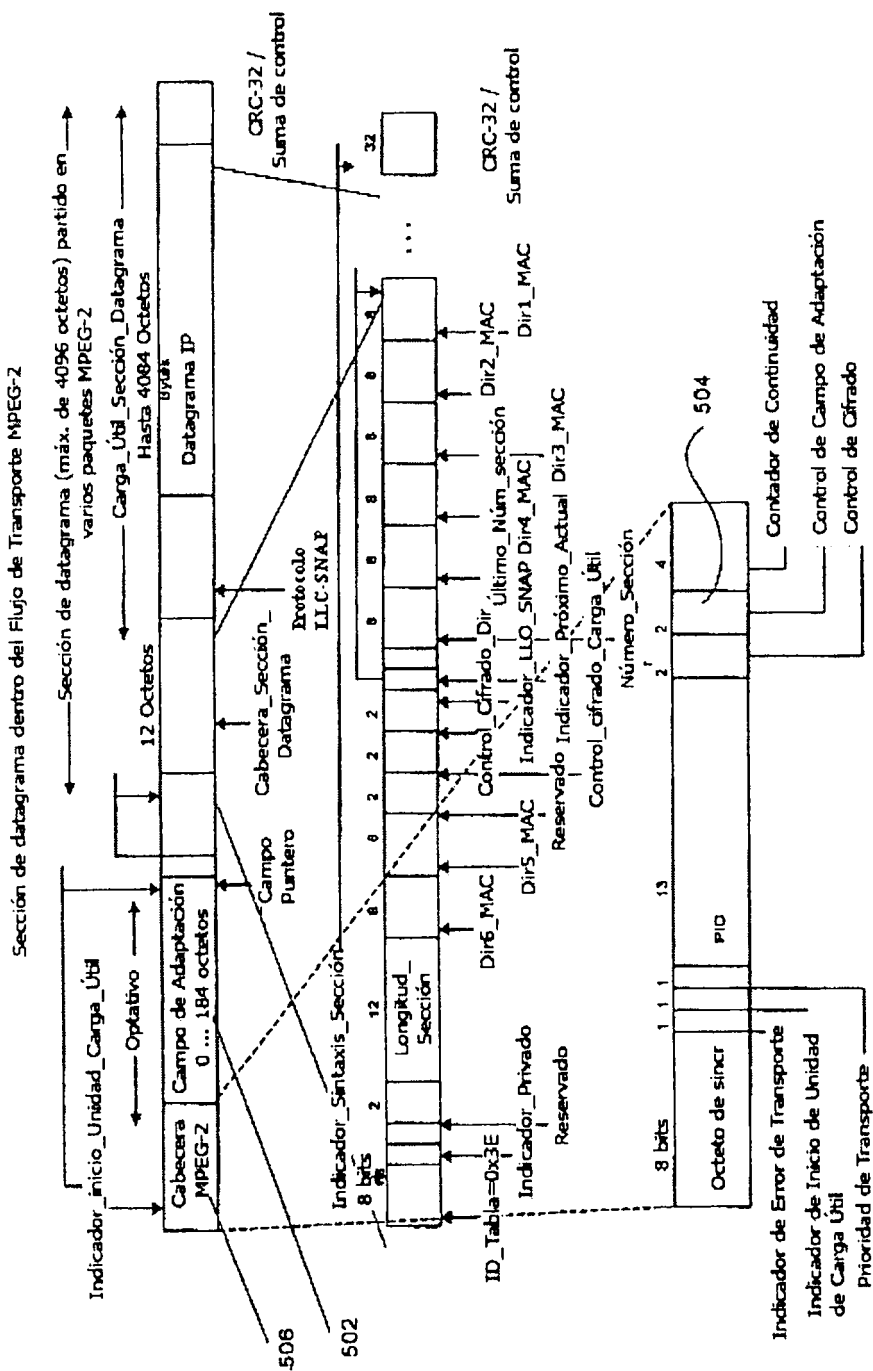 Sección de datagrama dentro del Flujo de Transporte MPEG-2
Sección de datagrama (máx. de 4096 octetos) partido en
varios paquetes MPEG-2
Indicador_inicio_Unidad_Carga_Útil
Optativo
12 Octetos
Carga_Útil_Sección_Datagrama
Hasta 4084 Octetos
Bytes
Cabecera
MPEG-2
Campo de Adaptación
0 ... 184 octetos
Datagrama IP
506
502
Campo
Puntero
Cabecera_Sección_
Datagrama
Protocolo
LLC-SNAP
CRC-32 /
Suma de control
Indicador_Sintaxis_Sección
8 bits
2
12
8
8
2
2
2
8
8
8
8
8
8
32
Longitud_
Sección
...
ID_Tabla=0x3E
Indicador_Privado
Reservado
Dir6_MAC
Dir5_MAC
Reservado
Control_cifrado_Carga_Útil
Control_Cifrado_Dir
Indicador_LLO_SNAP
Indicador_Próximo_Actual
Número_Sección
Último_Núm_sección
Dir4_MAC
Dir3_MAC
Dir2_MAC
Dir1_MAC
CRC-32 /
Suma de control
8 bits
1
1
1
13
2
2
4
Octeto de sincr
PID
504
Indicador de Error de Transporte
Indicador de Inicio de Unidad
de Carga Útil
Prioridad de Transporte
Contador de Continuidad
Control de Campo de Adaptación
Control de Cifrado